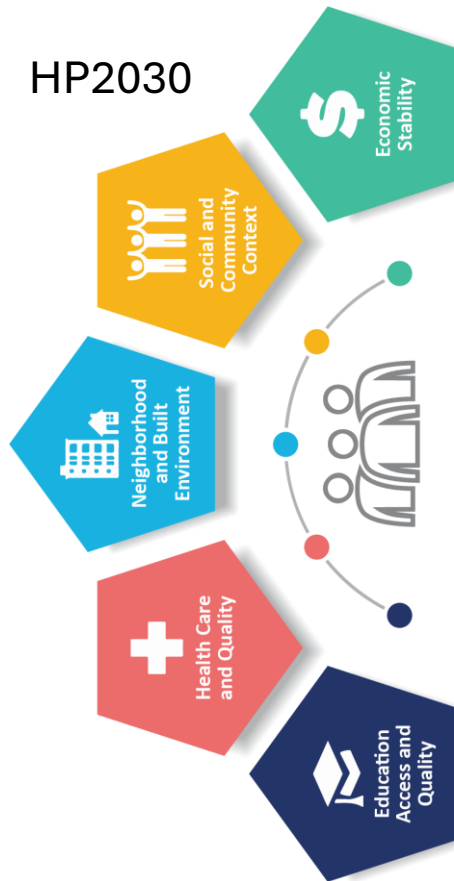 HP2030
Education
Access and
Quality
Health Care
and Quality
Neighborhood
and Built
Environment
Social and
Community
Context
Economic
Stability